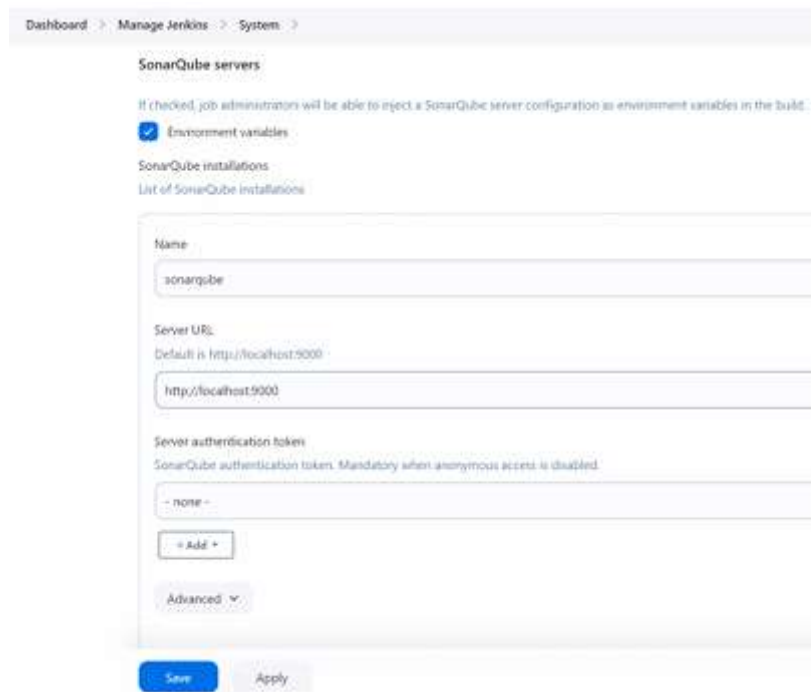 Dashboard > Manage Jenkins > System >
SonarQube servers
If checked, job administrators will be able to inject a SonarQube server configuration as environment variables in the build.
Environment variables
SonarQube installations
List of SonarQube installations
Name
sonarqube
Server URL
Default is http://localhost:9000
http://localhost:9000
Server authentication token
SonarQube authentication token. Mandatory when anonymous access is disabled.
- none -
+ Add
Advanced
Save Apply